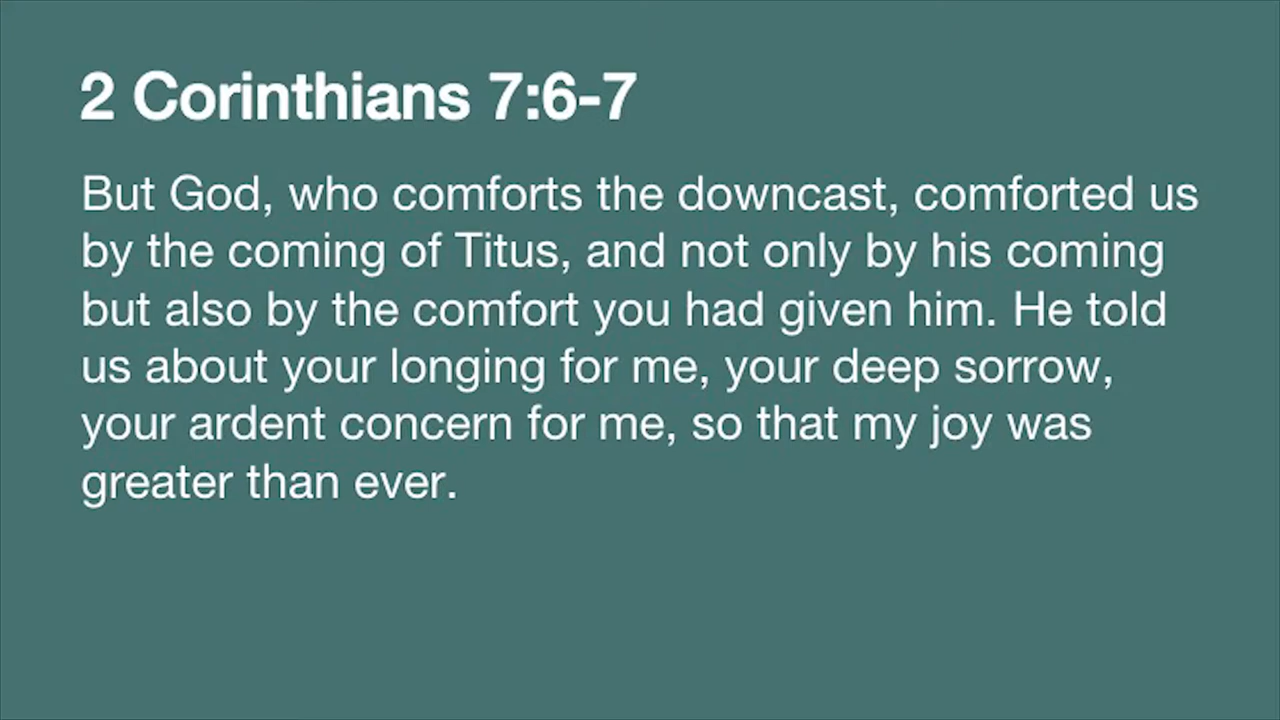 2 Corinthians 7:6-7
But God, who comforts the downcast, comforted us
by the coming of Titus, and not only by his coming
but also by the comfort you had given him. He told
us about your longing for me, your deep sorrow,
your ardent concern for me, so that my joy was
greater than ever.